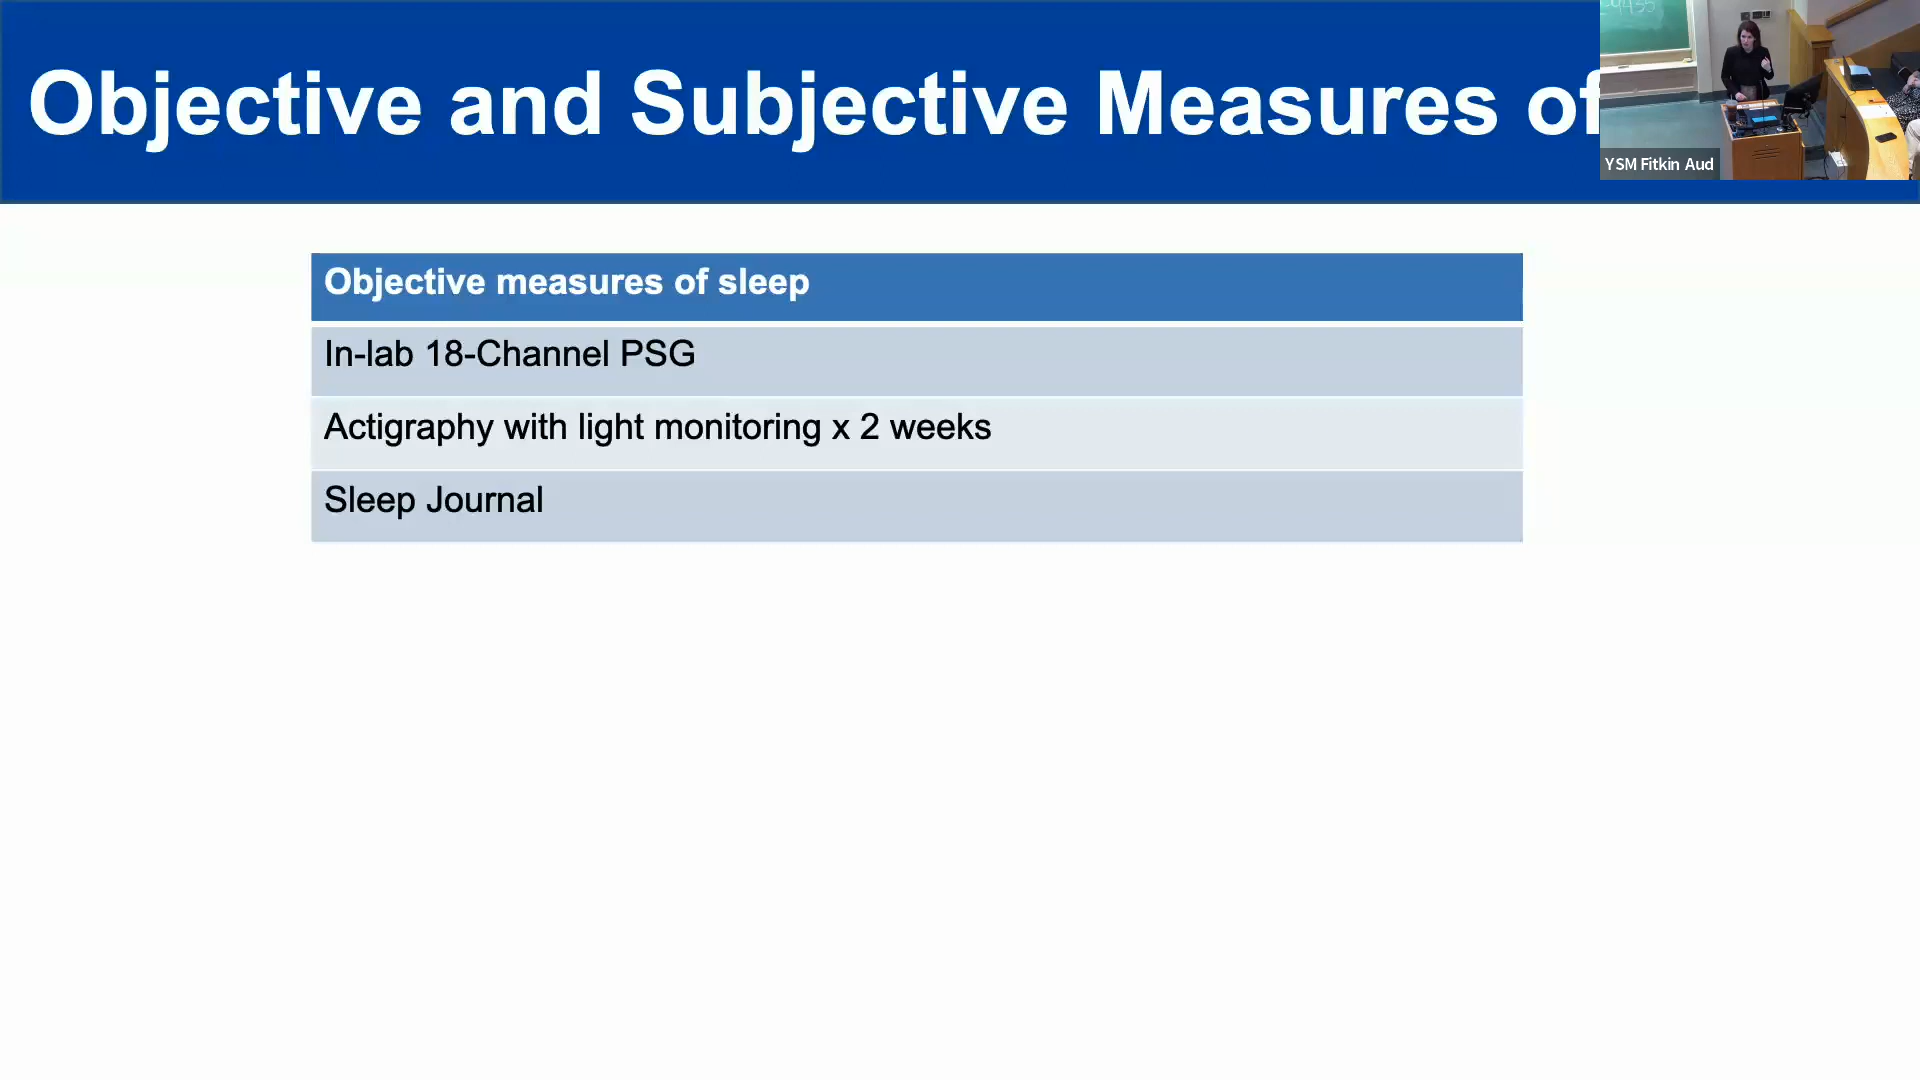 Objective and Subjective Measures of
YSM Fitkin Aud
Objective measures of sleep
In-lab 18-Channel PSG
Actigraphy with light monitoring x 2 weeks
Sleep Journal